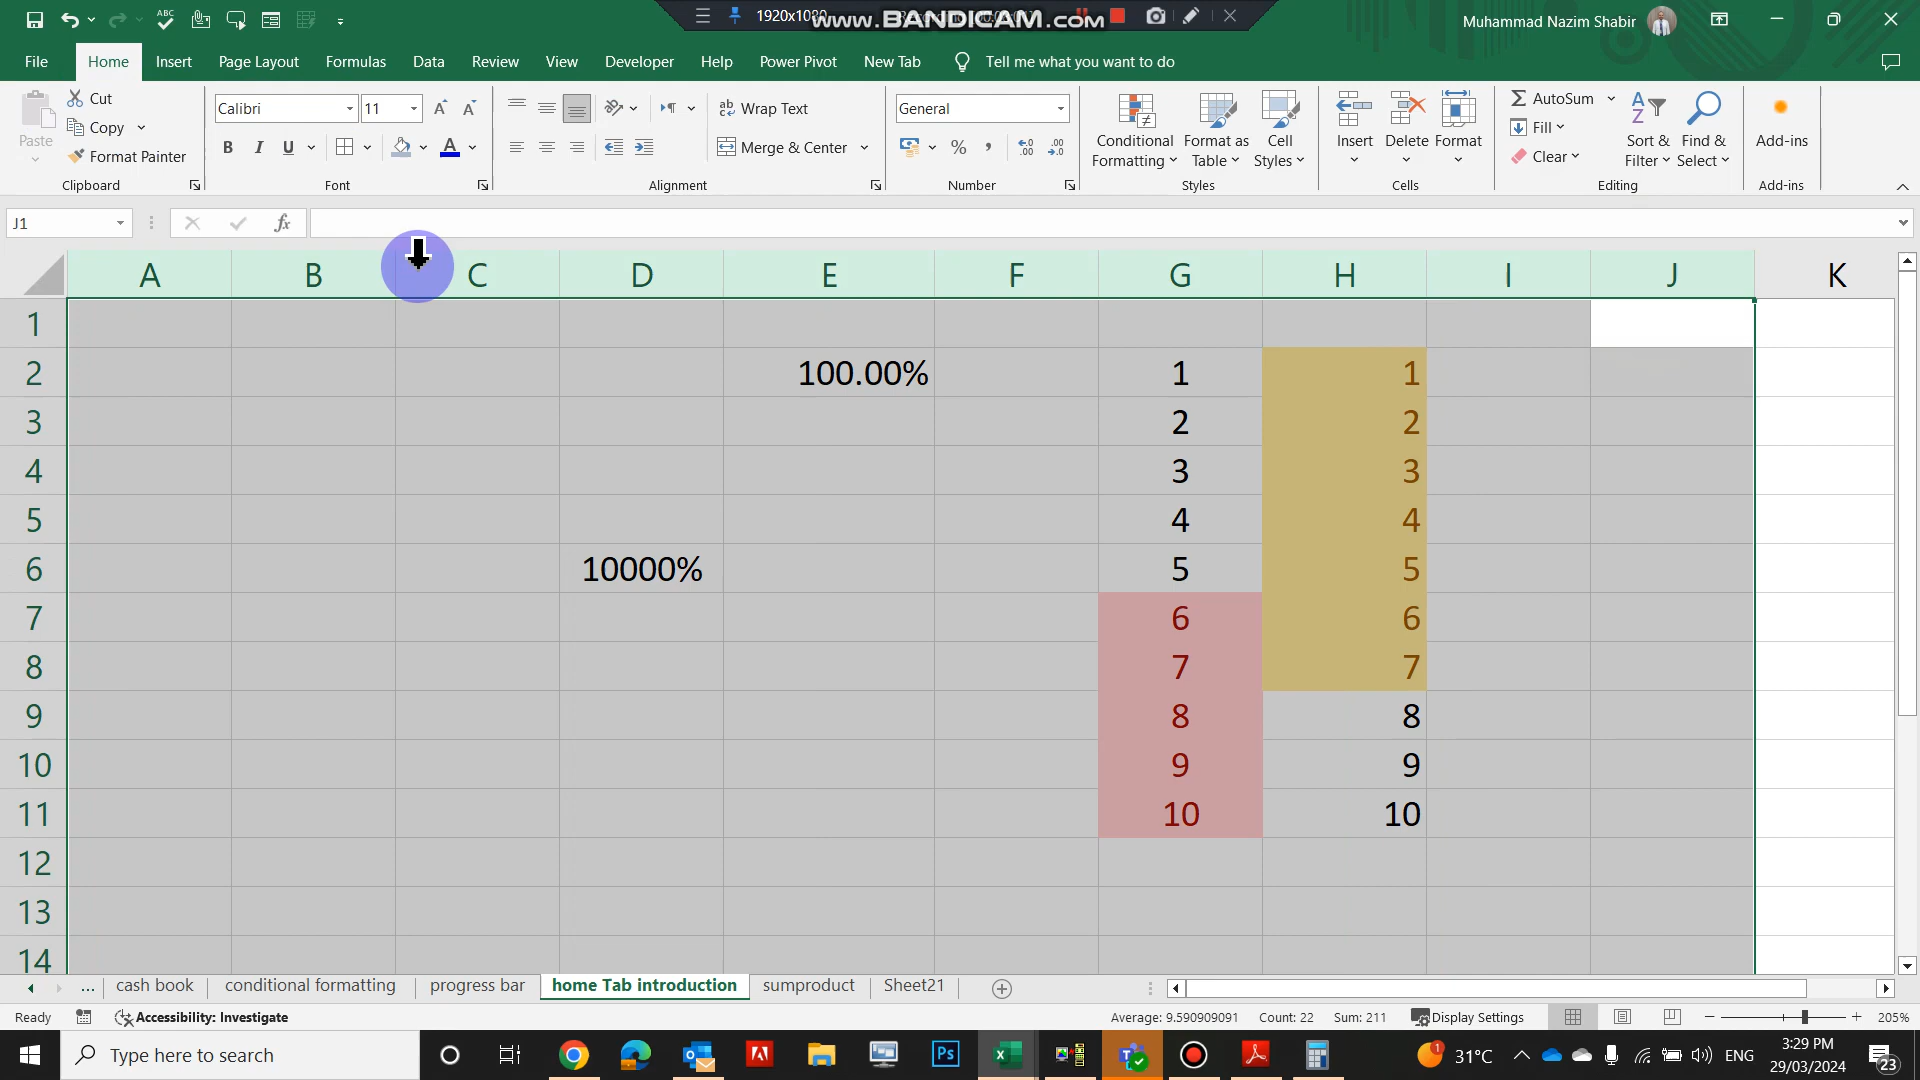 1920x1080
www.BANDICAM.com
Muhammad Nazim Shabir
File Home Insert Page Layout Formulas Data Review View Developer Help Power Pivot New Tab Tell me what you want to do
Paste
Cut
Copy
Format Painter
Clipboard
Calibri 11
B I U A
Font
Wrap Text
Merge & Center
Alignment
General
% ,
Number
Conditional Formatting
Format as Table
Cell Styles
Styles
Insert Delete Format
Cells
AutoSum
Fill
Clear
Sort & Filter
Find & Select
Editing
Add-ins
Add-ins
J1 fx
A B C D E F G H I J K
1
2 100.00% 1 1
3 2 2
4 3 3
5 4 4
6 10000% 5 5
7 6 6
8 7 7
9 8 8
10 9 9
11 10 10
12
13
14
... cash book conditional formatting progress bar home Tab introduction sumproduct Sheet21
Ready Accessibility: Investigate Average: 9.590909091 Count: 22 Sum: 211 Display Settings 205%
Type here to search 31°C ENG 3:29 PM
29/03/2024 23